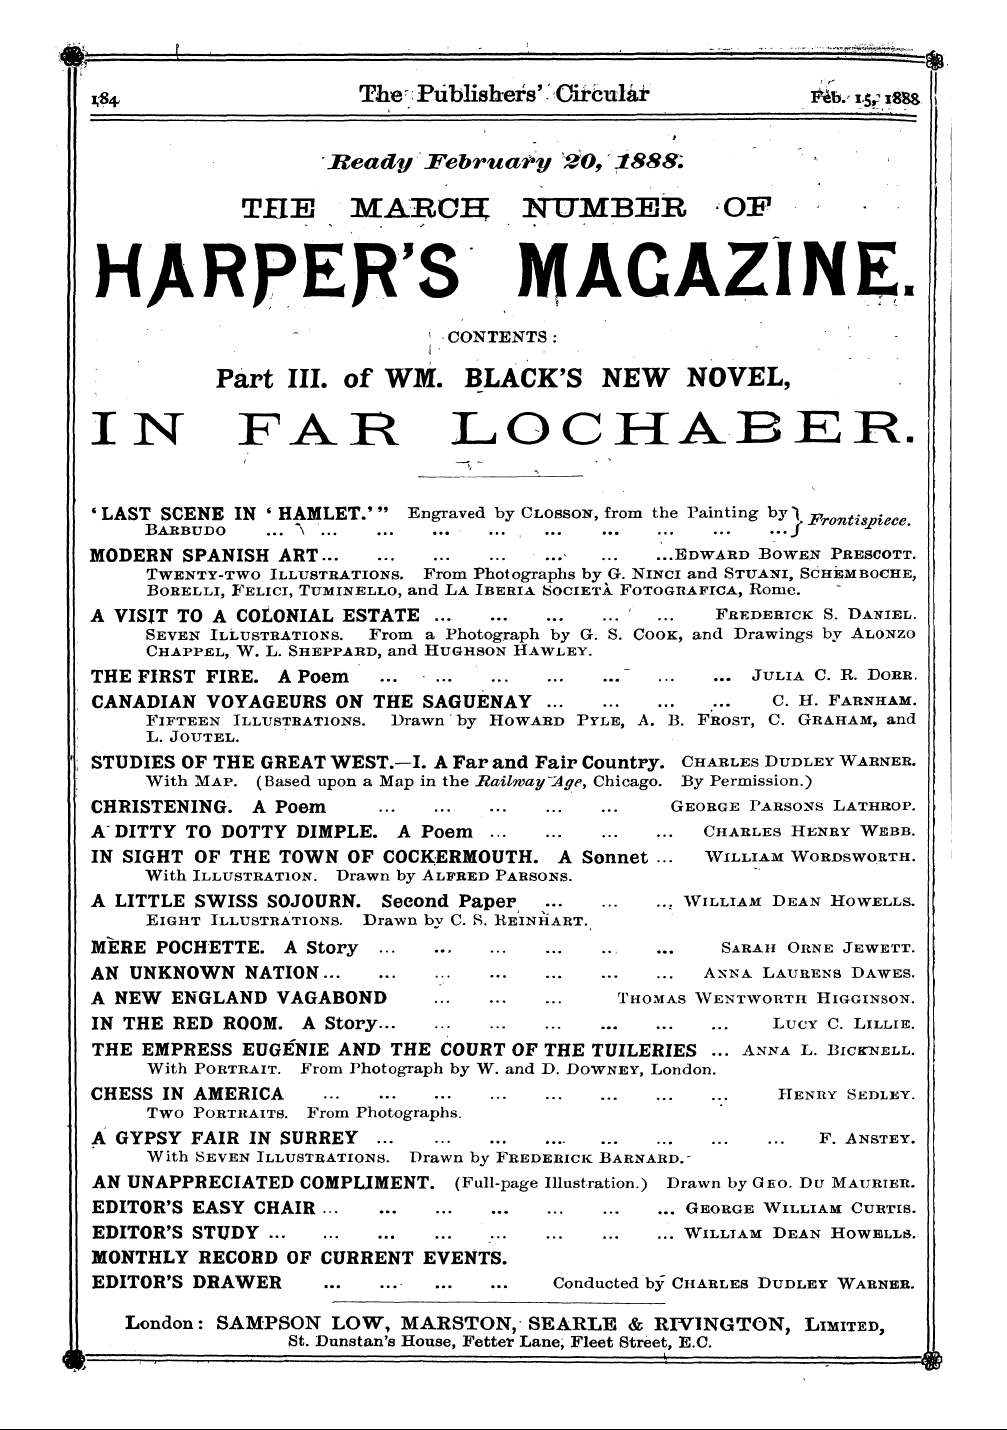 184 The Publishers' Circular Feb. 15, 1888
Ready February 20, 1888.
THE MARCH NUMBER OF
HARPER'S MAGAZINE.
CONTENTS:
Part III. of WM. BLACK'S NEW NOVEL,
IN FAR LOCHABER.
'LAST SCENE IN 'HAMLET.'" Engraved by CLOSSON, from the Painting by } Frontispiece.
BARBUDO ... ... ... ... ... ... ... ... ... ...
MODERN SPANISH ART... ... ... ... ... ... ... ...EDWARD BOWEN PRESCOTT.
TWENTY-TWO ILLUSTRATIONS. From Photographs by G. NINCI and STUANI, SCHEMBOCHE,
BORELLI, FELICI, TUMINELLO, and LA IBERIA SOCIETÀ FOTOGRAFICA, Rome.
A VISIT TO A COLONIAL ESTATE ... ... ... ... ... FREDERICK S. DANIEL.
SEVEN ILLUSTRATIONS. From a Photograph by G. S. COOK, and Drawings by ALONZO
CHAPPEL, W. L. SHEPPARD, and HUGHSON HAWLEY.
THE FIRST FIRE. A Poem ... ... ... ... ... ... ... JULIA C. R. DORR.
CANADIAN VOYAGEURS ON THE SAGUENAY ... ... ... ... C. H. FARNHAM.
FIFTEEN ILLUSTRATIONS. Drawn by HOWARD PYLE, A. B. FROST, C. GRAHAM, and
L. JOUTEL.
STUDIES OF THE GREAT WEST.—I. A Far and Fair Country. CHARLES DUDLEY WARNER.
With MAP. (Based upon a Map in the Railway Age, Chicago. By Permission.)
CHRISTENING. A Poem ... ... ... ... ... GEORGE PARSONS LATHROP.
A DITTY TO DOTTY DIMPLE. A Poem ... ... ... ... CHARLES HENRY WEBB.
IN SIGHT OF THE TOWN OF COCKERMOUTH. A Sonnet ... WILLIAM WORDSWORTH.
With ILLUSTRATION. Drawn by ALFRED PARSONS.
A LITTLE SWISS SOJOURN. Second Paper ... ... ... WILLIAM DEAN HOWELLS.
EIGHT ILLUSTRATIONS. Drawn by C. S. REINHART.
MÈRE POCHETTE. A Story ... ... ... ... ... ... SARAH ORNE JEWETT.
AN UNKNOWN NATION... ... ... ... ... ... ... ANNA LAURENS DAWES.
A NEW ENGLAND VAGABOND ... ... ... THOMAS WENTWORTH HIGGINSON.
IN THE RED ROOM. A Story... ... ... ... ... ... ... LUCY C. LILLIE.
THE EMPRESS EUGÉNIE AND THE COURT OF THE TUILERIES ... ANNA L. BICKNELL.
With PORTRAIT. From Photograph by W. and D. DOWNEY, London.
CHESS IN AMERICA ... ... ... ... ... ... ... ... HENRY SEDLEY.
TWO PORTRAITS. From Photographs.
A GYPSY FAIR IN SURREY ... ... ... ... ... ... ... ... F. ANSTEY.
With SEVEN ILLUSTRATIONS. Drawn by FREDERICK BARNARD.
AN UNAPPRECIATED COMPLIMENT. (Full-page Illustration.) Drawn by GEO. DU MAURIER.
EDITOR'S EASY CHAIR ... ... ... ... ... ... ... GEORGE WILLIAM CURTIS.
EDITOR'S STUDY ... ... ... ... ... ... ... ... WILLIAM DEAN HOWELLS.
MONTHLY RECORD OF CURRENT EVENTS.
EDITOR'S DRAWER ... ... ... ... Conducted by CHARLES DUDLEY WARNER.
London: SAMPSON LOW, MARSTON, SEARLE & RIVINGTON, LIMITED,
St. Dunstan's House, Fetter Lane, Fleet Street, E.C.